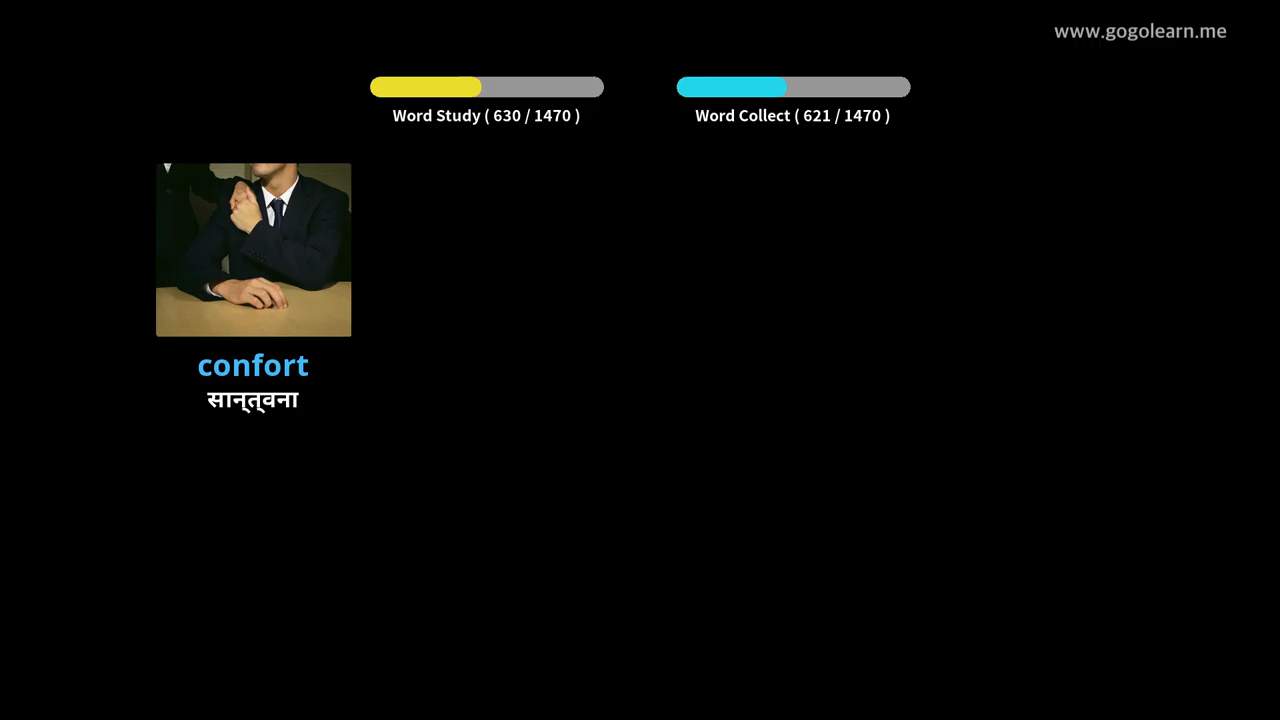 www.gogolearn.me
Word Study ( 630 / 1470 )
Word Collect ( 621 / 1470 )
confort
सान्त्वना